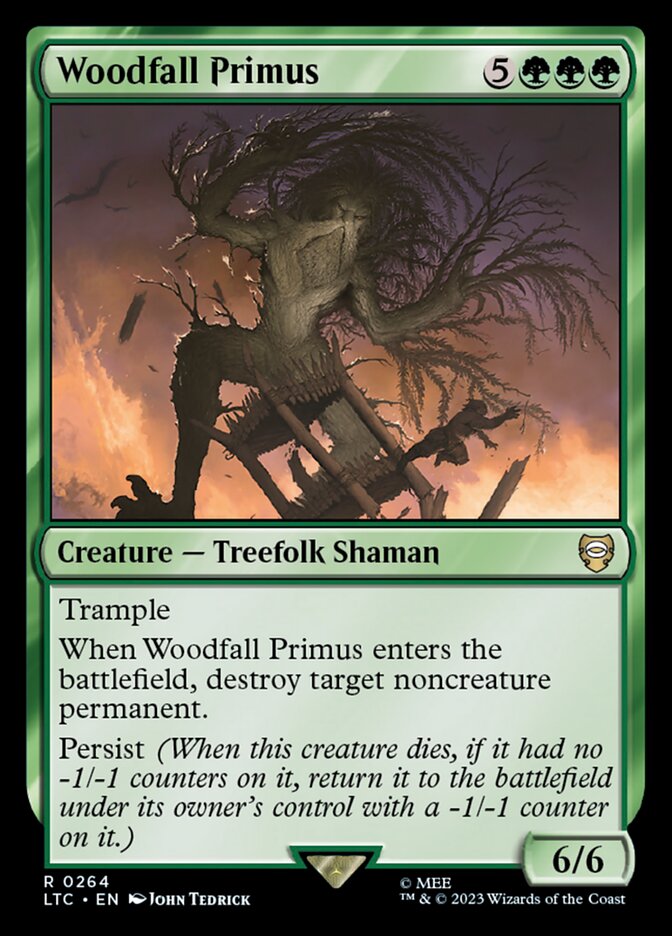 Woodfall Primus 5
Creature — Treefolk Shaman
Trample
When Woodfall Primus enters the
battlefield, destroy target noncreature
permanent.
Persist (When this creature dies, if it had no
-1/-1 counters on it, return it to the battlefield
under its owner's control with a -1/-1 counter
on it.)
6/6
R 0264
LTC • EN JOHN TEDRICK
© MEE
™ & © 2023 Wizards of the Coast